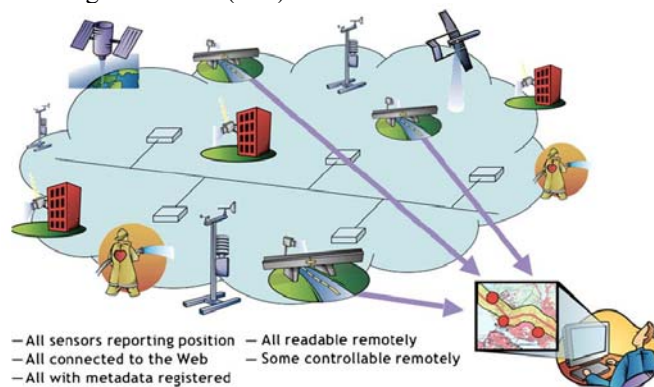 — All sensors reporting position
— All connected to the Web
— All with metadata registered
— All readable remotely
— Some controllable remotely